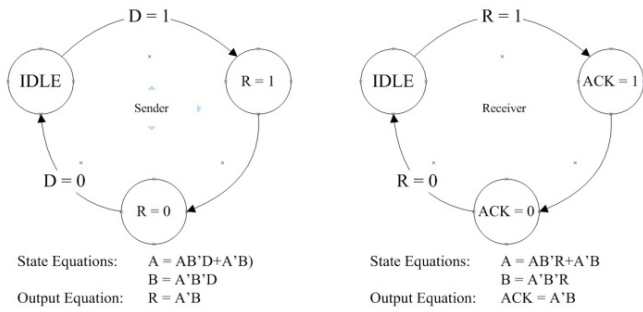 D = 1
IDLE
R = 1
Sender
D = 0
R = 0
State Equations: A = AB'D+A'B)
B = A'B'D
Output Equation: R = A'B
R = 1
IDLE
ACK = 1
Receiver
R = 0
ACK = 0
State Equations: A = AB'R+A'B
B = A'B'R
Output Equation: ACK = A'B